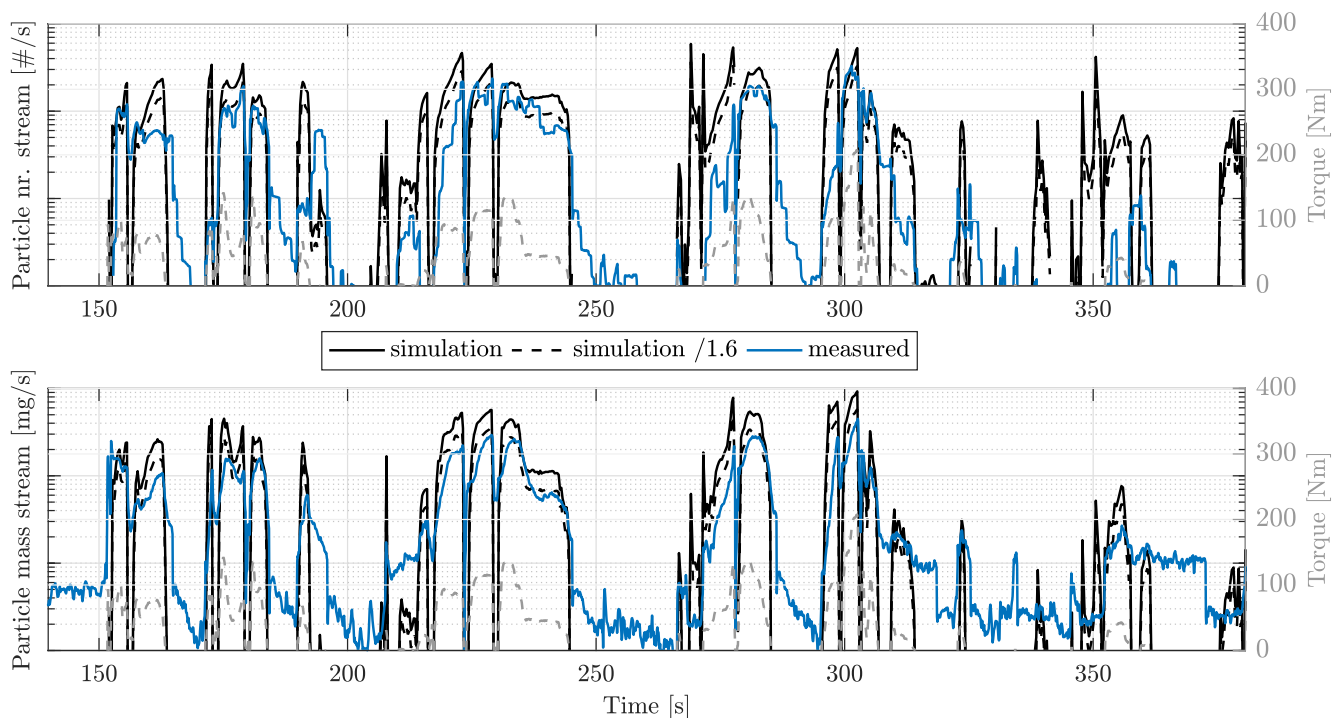 Particle nr. stream [#/s]
400
300
200
100
0
Torque [Nm]
150 200 250 300 350
simulation simulation /1.6 measured
Particle mass stream [mg/s]
400
300
200
100
0
Torque [Nm]
150 200 250 300 350
Time [s]